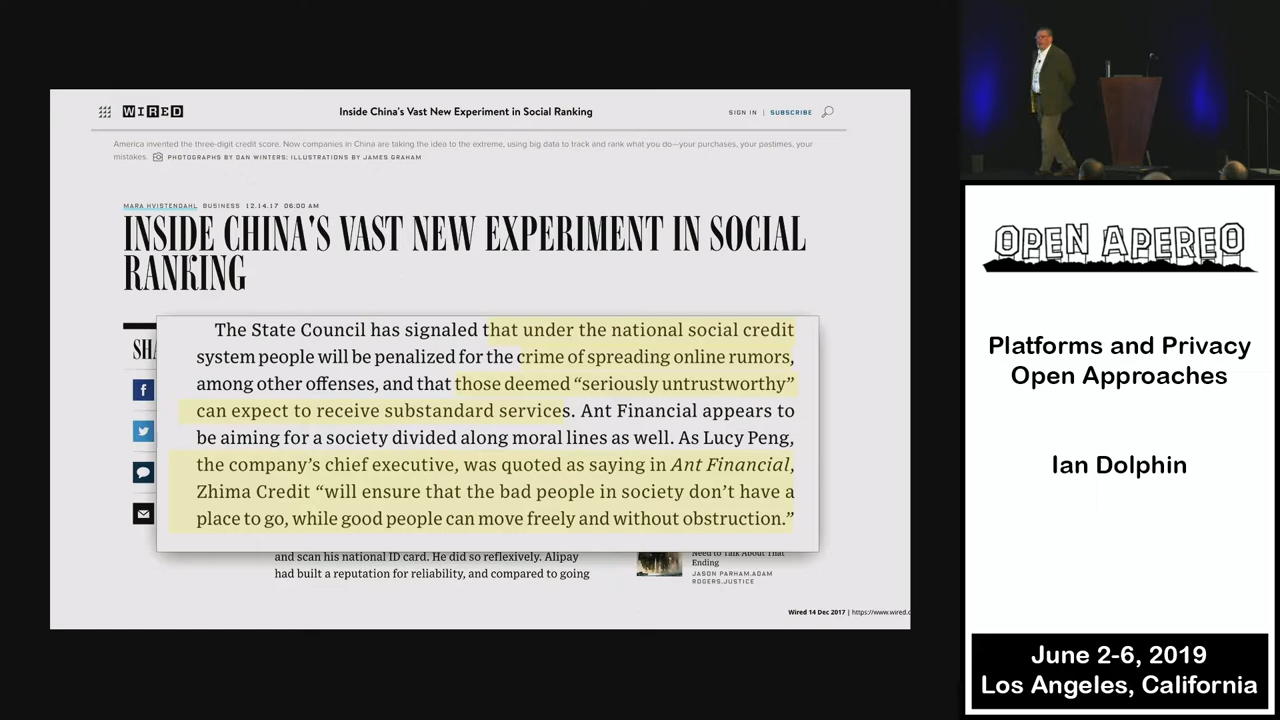 WIRED
Inside China's Vast New Experiment in Social Ranking
SIGN IN | SUBSCRIBE
America invented the three-digit credit score. Now companies in China are taking the idea to the extreme, using big data to track and rank what you do—your purchases, your pastimes, your
mistakes. PHOTOGRAPHS BY DAN WINTERS; ILLUSTRATIONS BY JAMES GRAHAM
MARA HVISTENDAHL BUSINESS 12.14.17 06:00 AM
INSIDE CHINA'S VAST NEW EXPERIMENT IN SOCIAL
RANKING
SHA
The State Council has signaled that under the national social credit
system people will be penalized for the crime of spreading online rumors,
among other offenses, and that those deemed “seriously untrustworthy”
can expect to receive substandard services. Ant Financial appears to
be aiming for a society divided along moral lines as well. As Lucy Peng,
the company’s chief executive, was quoted as saying in Ant Financial,
Zhima Credit “will ensure that the bad people in society don’t have a
place to go, while good people can move freely and without obstruction.”
and scan his national ID card. He did so reflexively. Alipay
had built a reputation for reliability, and compared to going
Need to Talk About That
Ending
JASON PARHAM,ADAM
ROGERS,JUSTICE
Wired 14 Dec 2017 | https://www.wired.c
OPEN APEREO
Platforms and Privacy
Open Approaches
Ian Dolphin
June 2-6, 2019
Los Angeles, California